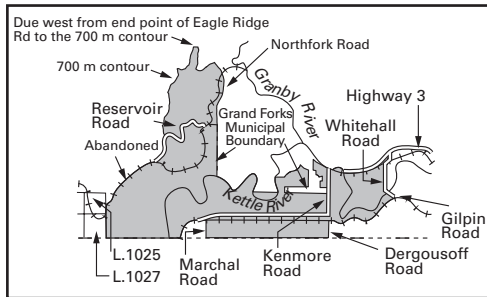 Due west from end point of Eagle Ridge
Rd to the 700 m contour
700 m contour
Northfork Road
Granby River
Highway 3
Reservoir
Road
Grand Forks
Municipal
Boundary
Whitehall
Road
Abandoned
Kettle River
Gilpin
Road
L.1025
L.1027
Marchal
Road
Kenmore
Road
Dergousoff
Road